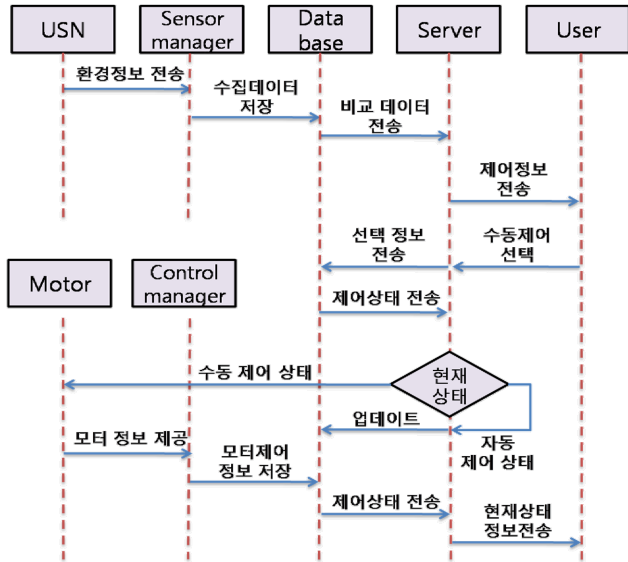 USN
Sensor
manager
Data
base
Server
User
환경정보 전송
수집데이터
저장
비교 데이터
전송
제어정보
전송
선택 정보
전송
수동제어
선택
Motor
Control
manager
제어상태 전송
수동 제어 상태
현재
상태
업데이트
자동
제어 상태
모터 정보 제공
모터제어
정보 저장
제어상태 전송
현재상태
정보전송